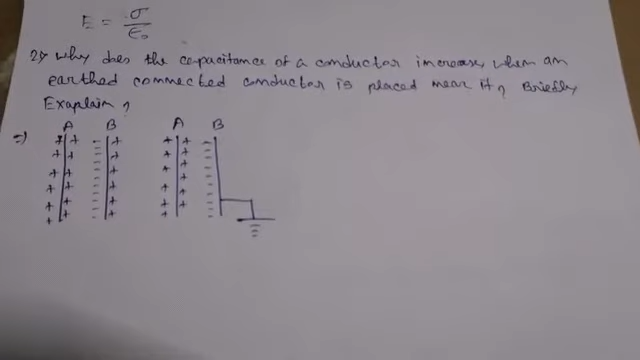 E = σ/ε₀
2) Why does the capacitance of a conductor increase, when an
earthed connected conductor is placed near it, Briefly
Exaplain?
=) A B A B